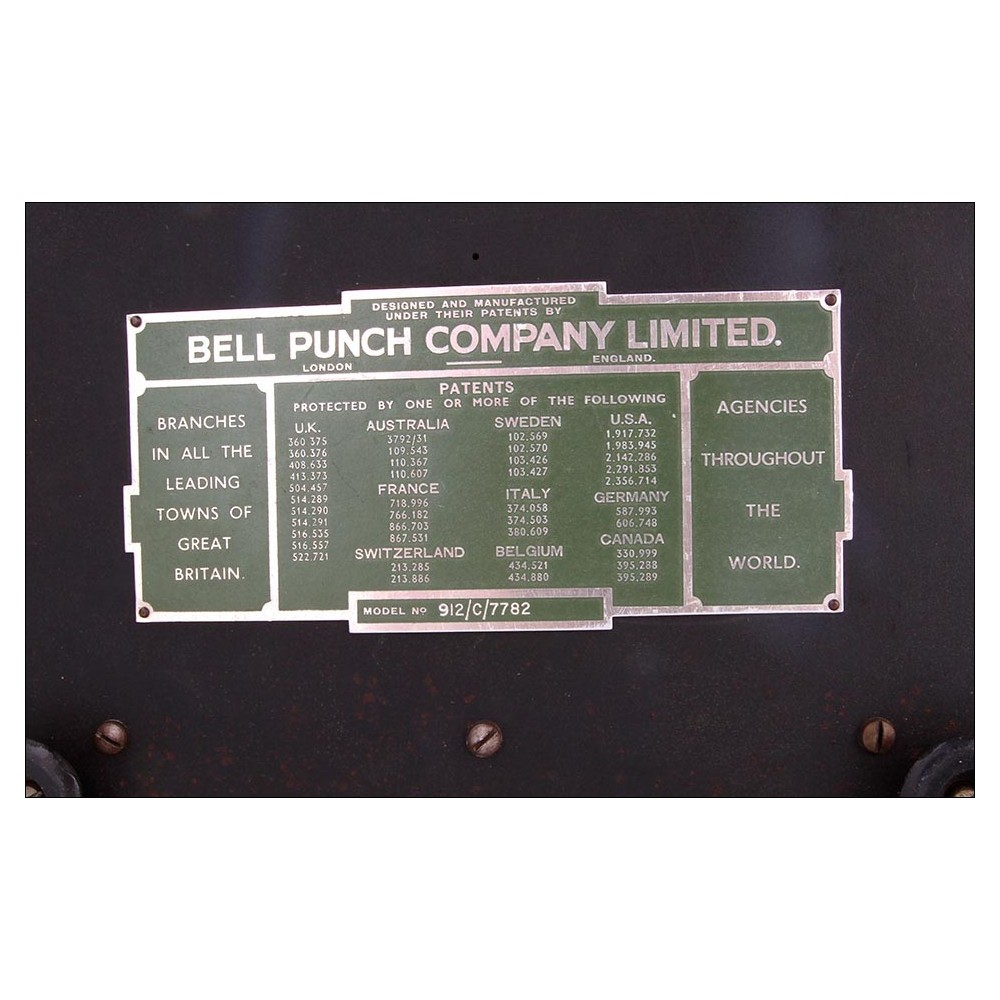 DESIGNED AND MANUFACTURED
UNDER THEIR PATENTS BY
BELL PUNCH COMPANY LIMITED.
LONDON ENGLAND.
BRANCHES
IN ALL THE
LEADING
TOWNS OF
GREAT
BRITAIN.
PATENTS
PROTECTED BY ONE OR MORE OF THE FOLLOWING
U.K.
360 375
360.376
408.633
413.373
504.457
514.289
514.290
514.291
516.535
516.557
522.721
AUSTRALIA
3792/31
109.543
110.367
110.607
FRANCE
718.996
766.182
866.703
867.531
SWITZERLAND
213.285
213.886
SWEDEN
102.569
102.570
103.426
103.427
ITALY
374.058
374.503
380.609
BELGIUM
434.521
434.880
U.S.A.
1.917.732
1.983.945
2.142.286
2.291.853
2.356.714
GERMANY
587.993
606.748
CANADA
330.999
395.288
395.289
AGENCIES
THROUGHOUT
THE
WORLD.
MODEL No 912/C/7782